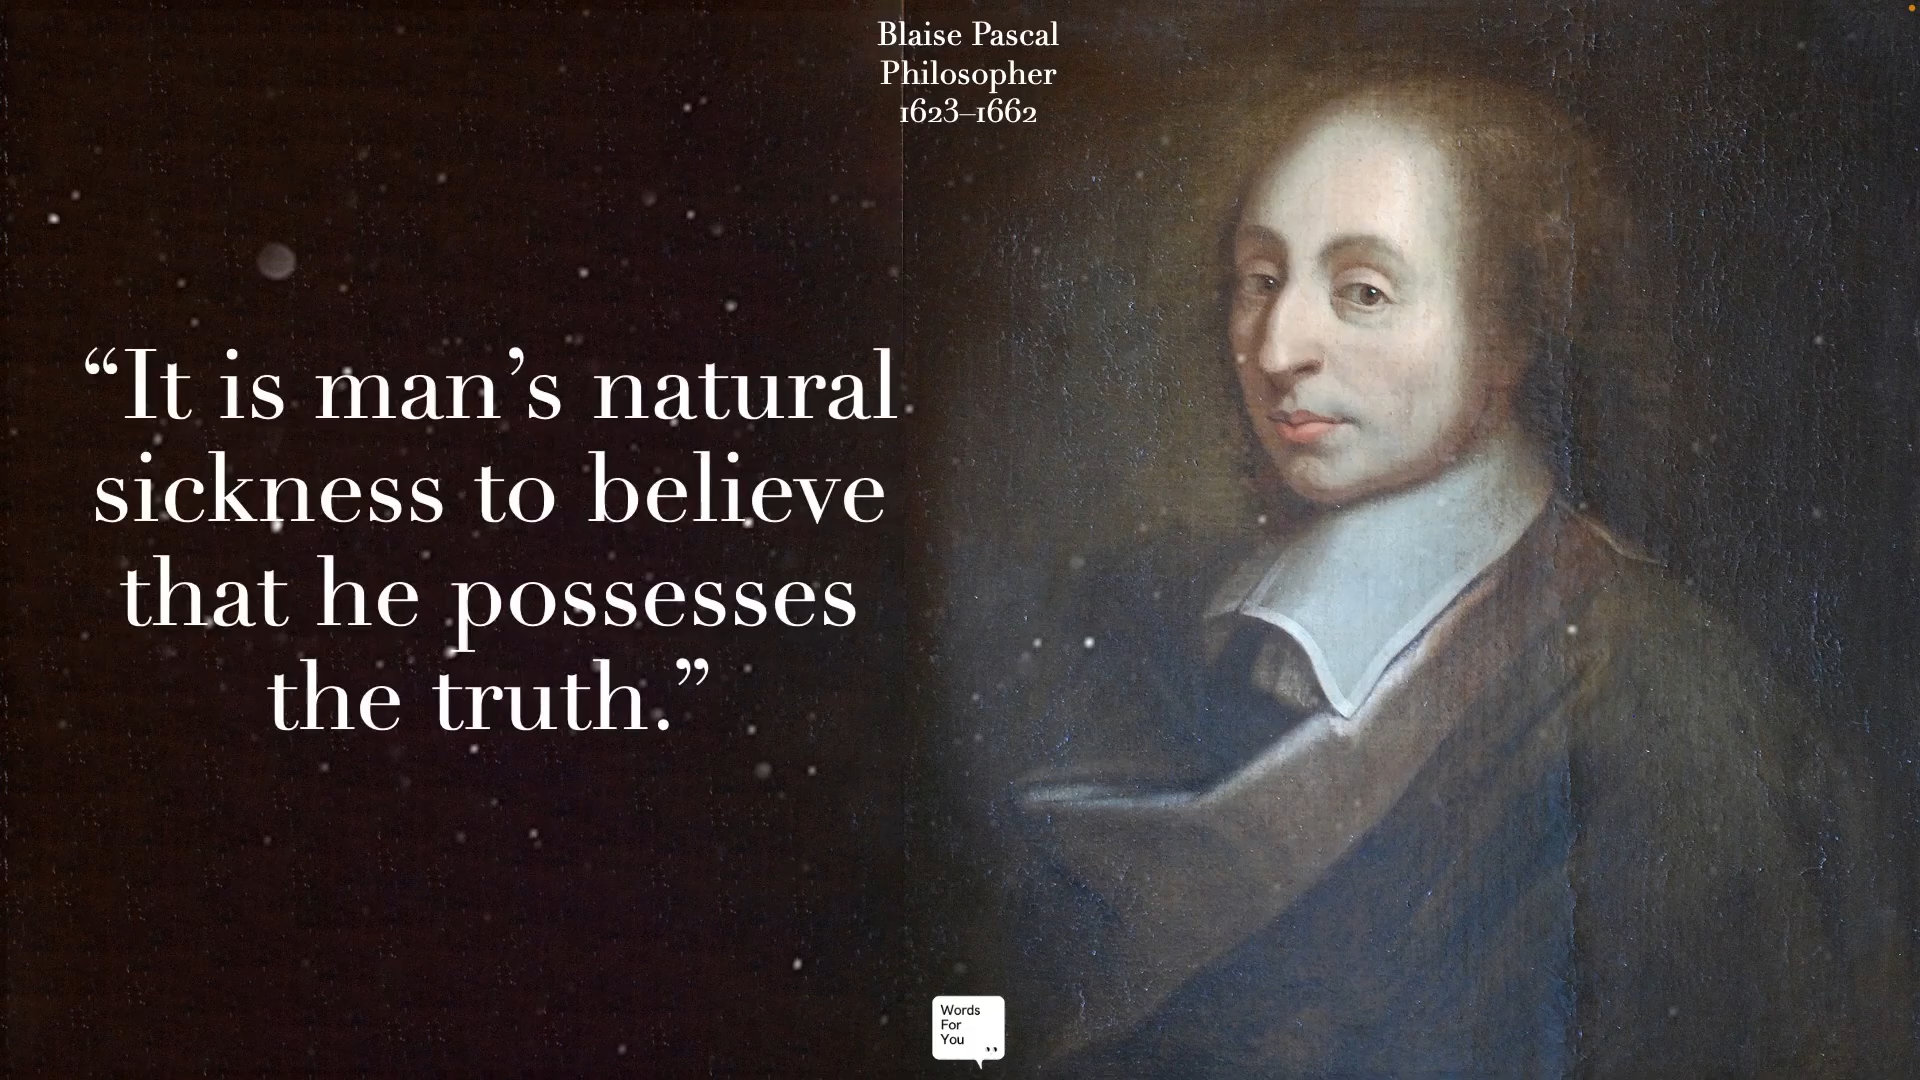 Blaise Pascal
Philosopher
1623–1662
“It is man’s natural
sickness to believe
that he possesses
the truth.”
Words
For
You